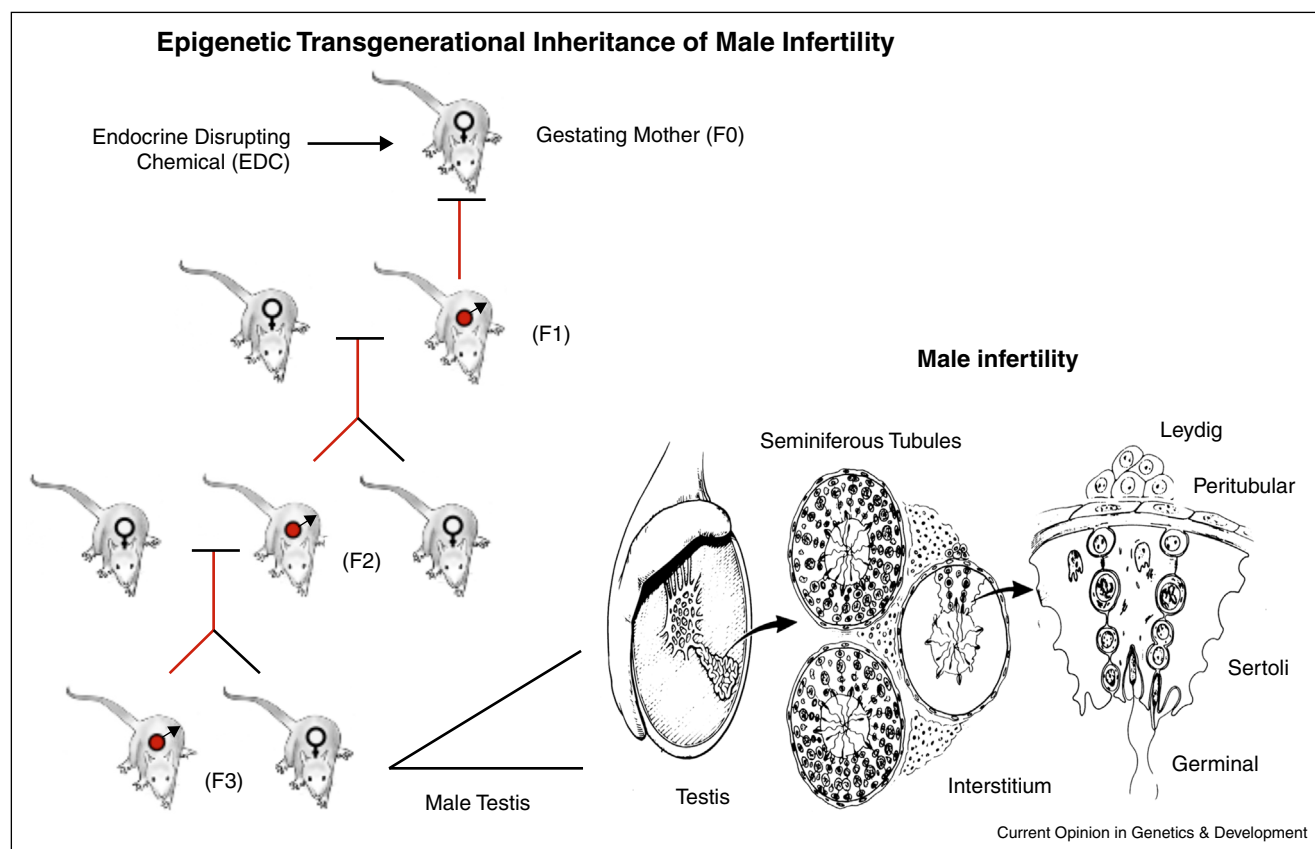 Epigenetic Transgenerational Inheritance of Male Infertility
Endocrine Disrupting
Chemical (EDC)
Gestating Mother (F0)
(F1)
Male infertility
Seminiferous Tubules
Leydig
Peritubular
(F2)
Sertoli
(F3)
Germinal
Interstitium
Male Testis
Testis
Current Opinion in Genetics & Development